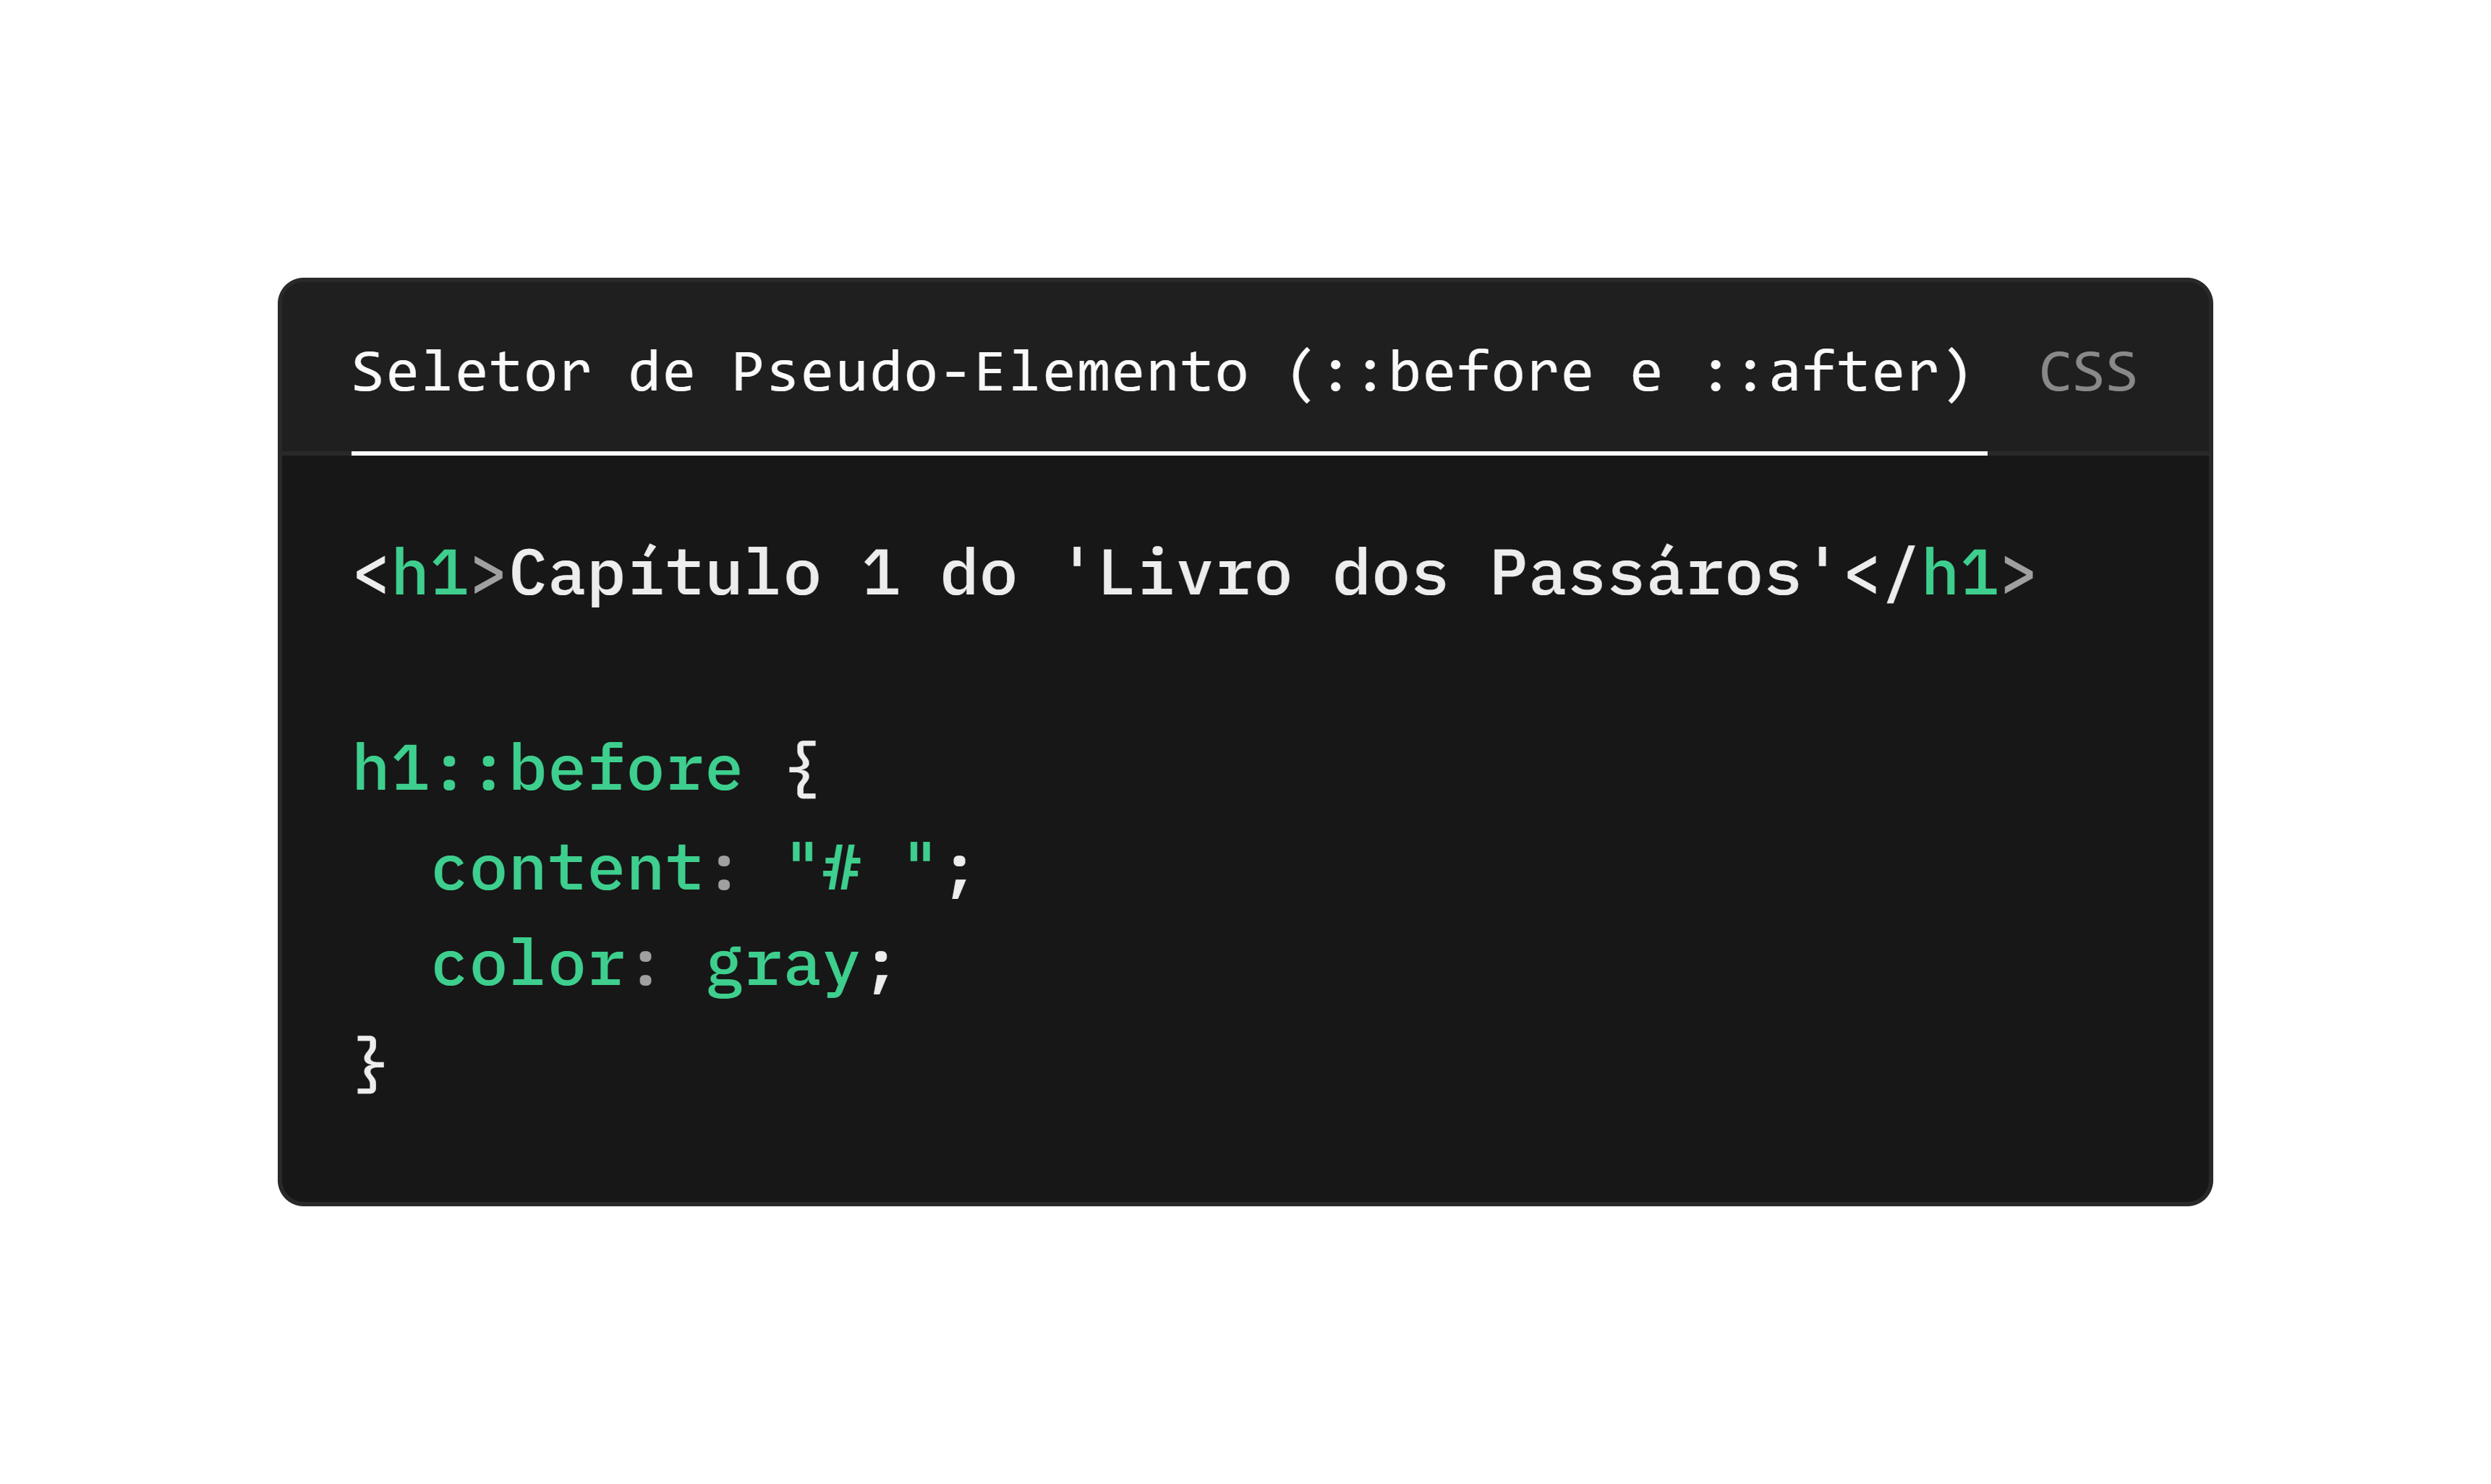 Seletor de Pseudo-Elemento (::before e ::after) CSS
<h1>Capítulo 1 do 'Livro dos Passáros'</h1>
h1::before {
  content: "# ";
  color: gray;
}